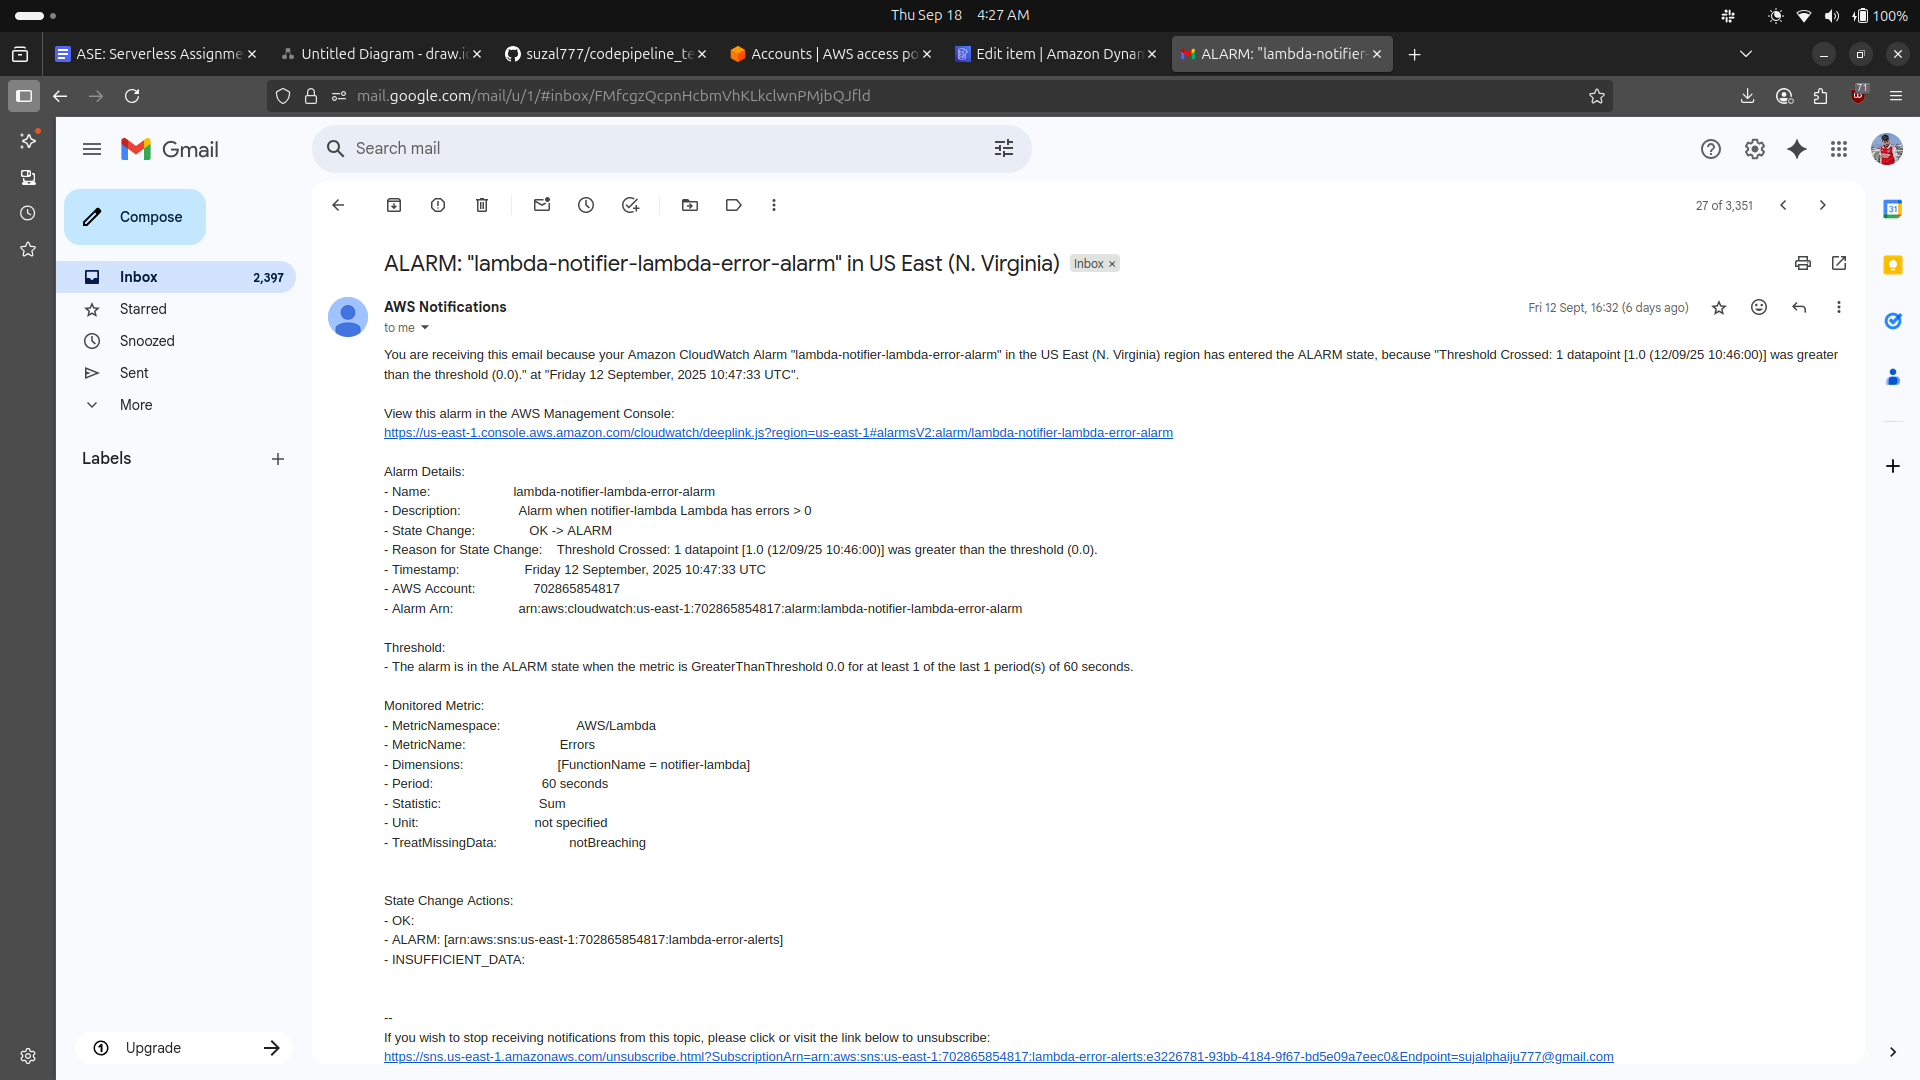 Thu Sep 18 4:27 AM
100%
ASE: Serverless Assignme
Untitled Diagram - draw.i
suzal777/codepipeline_te
Accounts | AWS access po
Edit item | Amazon Dynan
ALARM: "lambda-notifier-
mail.google.com/mail/u/1/#inbox/FMfcgzQcpnHcbmVhKLkclwnPMjbQJfld
71
Gmail
Search mail
Compose
27 of 3,351
Inbox 2,397
Starred
Snoozed
Sent
More
Labels
Upgrade
ALARM: "lambda-notifier-lambda-error-alarm" in US East (N. Virginia) Inbox
AWS Notifications
Fri 12 Sept, 16:32 (6 days ago)
to me
You are receiving this email because your Amazon CloudWatch Alarm "lambda-notifier-lambda-error-alarm" in the US East (N. Virginia) region has entered the ALARM state, because "Threshold Crossed: 1 datapoint [1.0 (12/09/25 10:46:00)] was greater
than the threshold (0.0)." at "Friday 12 September, 2025 10:47:33 UTC".
View this alarm in the AWS Management Console:
https://us-east-1.console.aws.amazon.com/cloudwatch/deeplink.js?region=us-east-1#alarmsV2:alarm/lambda-notifier-lambda-error-alarm
Alarm Details:
- Name: lambda-notifier-lambda-error-alarm
- Description: Alarm when notifier-lambda Lambda has errors > 0
- State Change: OK -> ALARM
- Reason for State Change: Threshold Crossed: 1 datapoint [1.0 (12/09/25 10:46:00)] was greater than the threshold (0.0).
- Timestamp: Friday 12 September, 2025 10:47:33 UTC
- AWS Account: 702865854817
- Alarm Arn: arn:aws:cloudwatch:us-east-1:702865854817:alarm:lambda-notifier-lambda-error-alarm
Threshold:
- The alarm is in the ALARM state when the metric is GreaterThanThreshold 0.0 for at least 1 of the last 1 period(s) of 60 seconds.
Monitored Metric:
- MetricNamespace: AWS/Lambda
- MetricName: Errors
- Dimensions: [FunctionName = notifier-lambda]
- Period: 60 seconds
- Statistic: Sum
- Unit: not specified
- TreatMissingData: notBreaching
State Change Actions:
- OK:
- ALARM: [arn:aws:sns:us-east-1:702865854817:lambda-error-alerts]
- INSUFFICIENT_DATA:
--
If you wish to stop receiving notifications from this topic, please click or visit the link below to unsubscribe:
https://sns.us-east-1.amazonaws.com/unsubscribe.html?SubscriptionArn=arn:aws:sns:us-east-1:702865854817:lambda-error-alerts:e3226781-93bb-4184-9f67-bd5e09a7eec0&Endpoint=sujalphaiju777@gmail.com
31